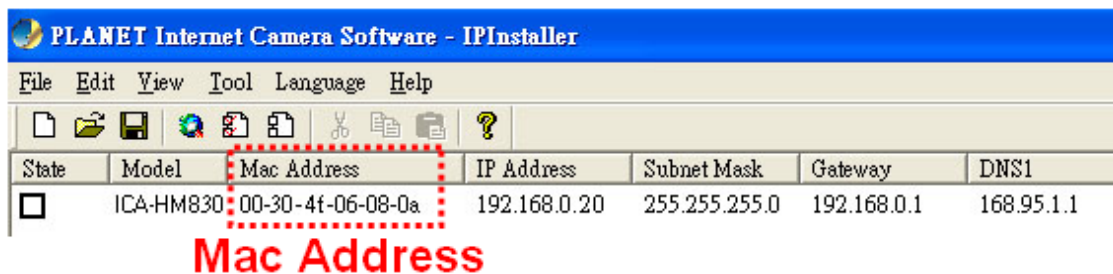 PLANET Internet Camera Software - IPInstaller
File Edit View Tool Language Help
State Model Mac Address IP Address Subnet Mask Gateway DNS1
ICA-HM830 00-30-4f-06-08-0a 192.168.0.20 255.255.255.0 192.168.0.1 168.95.1.1
Mac Address